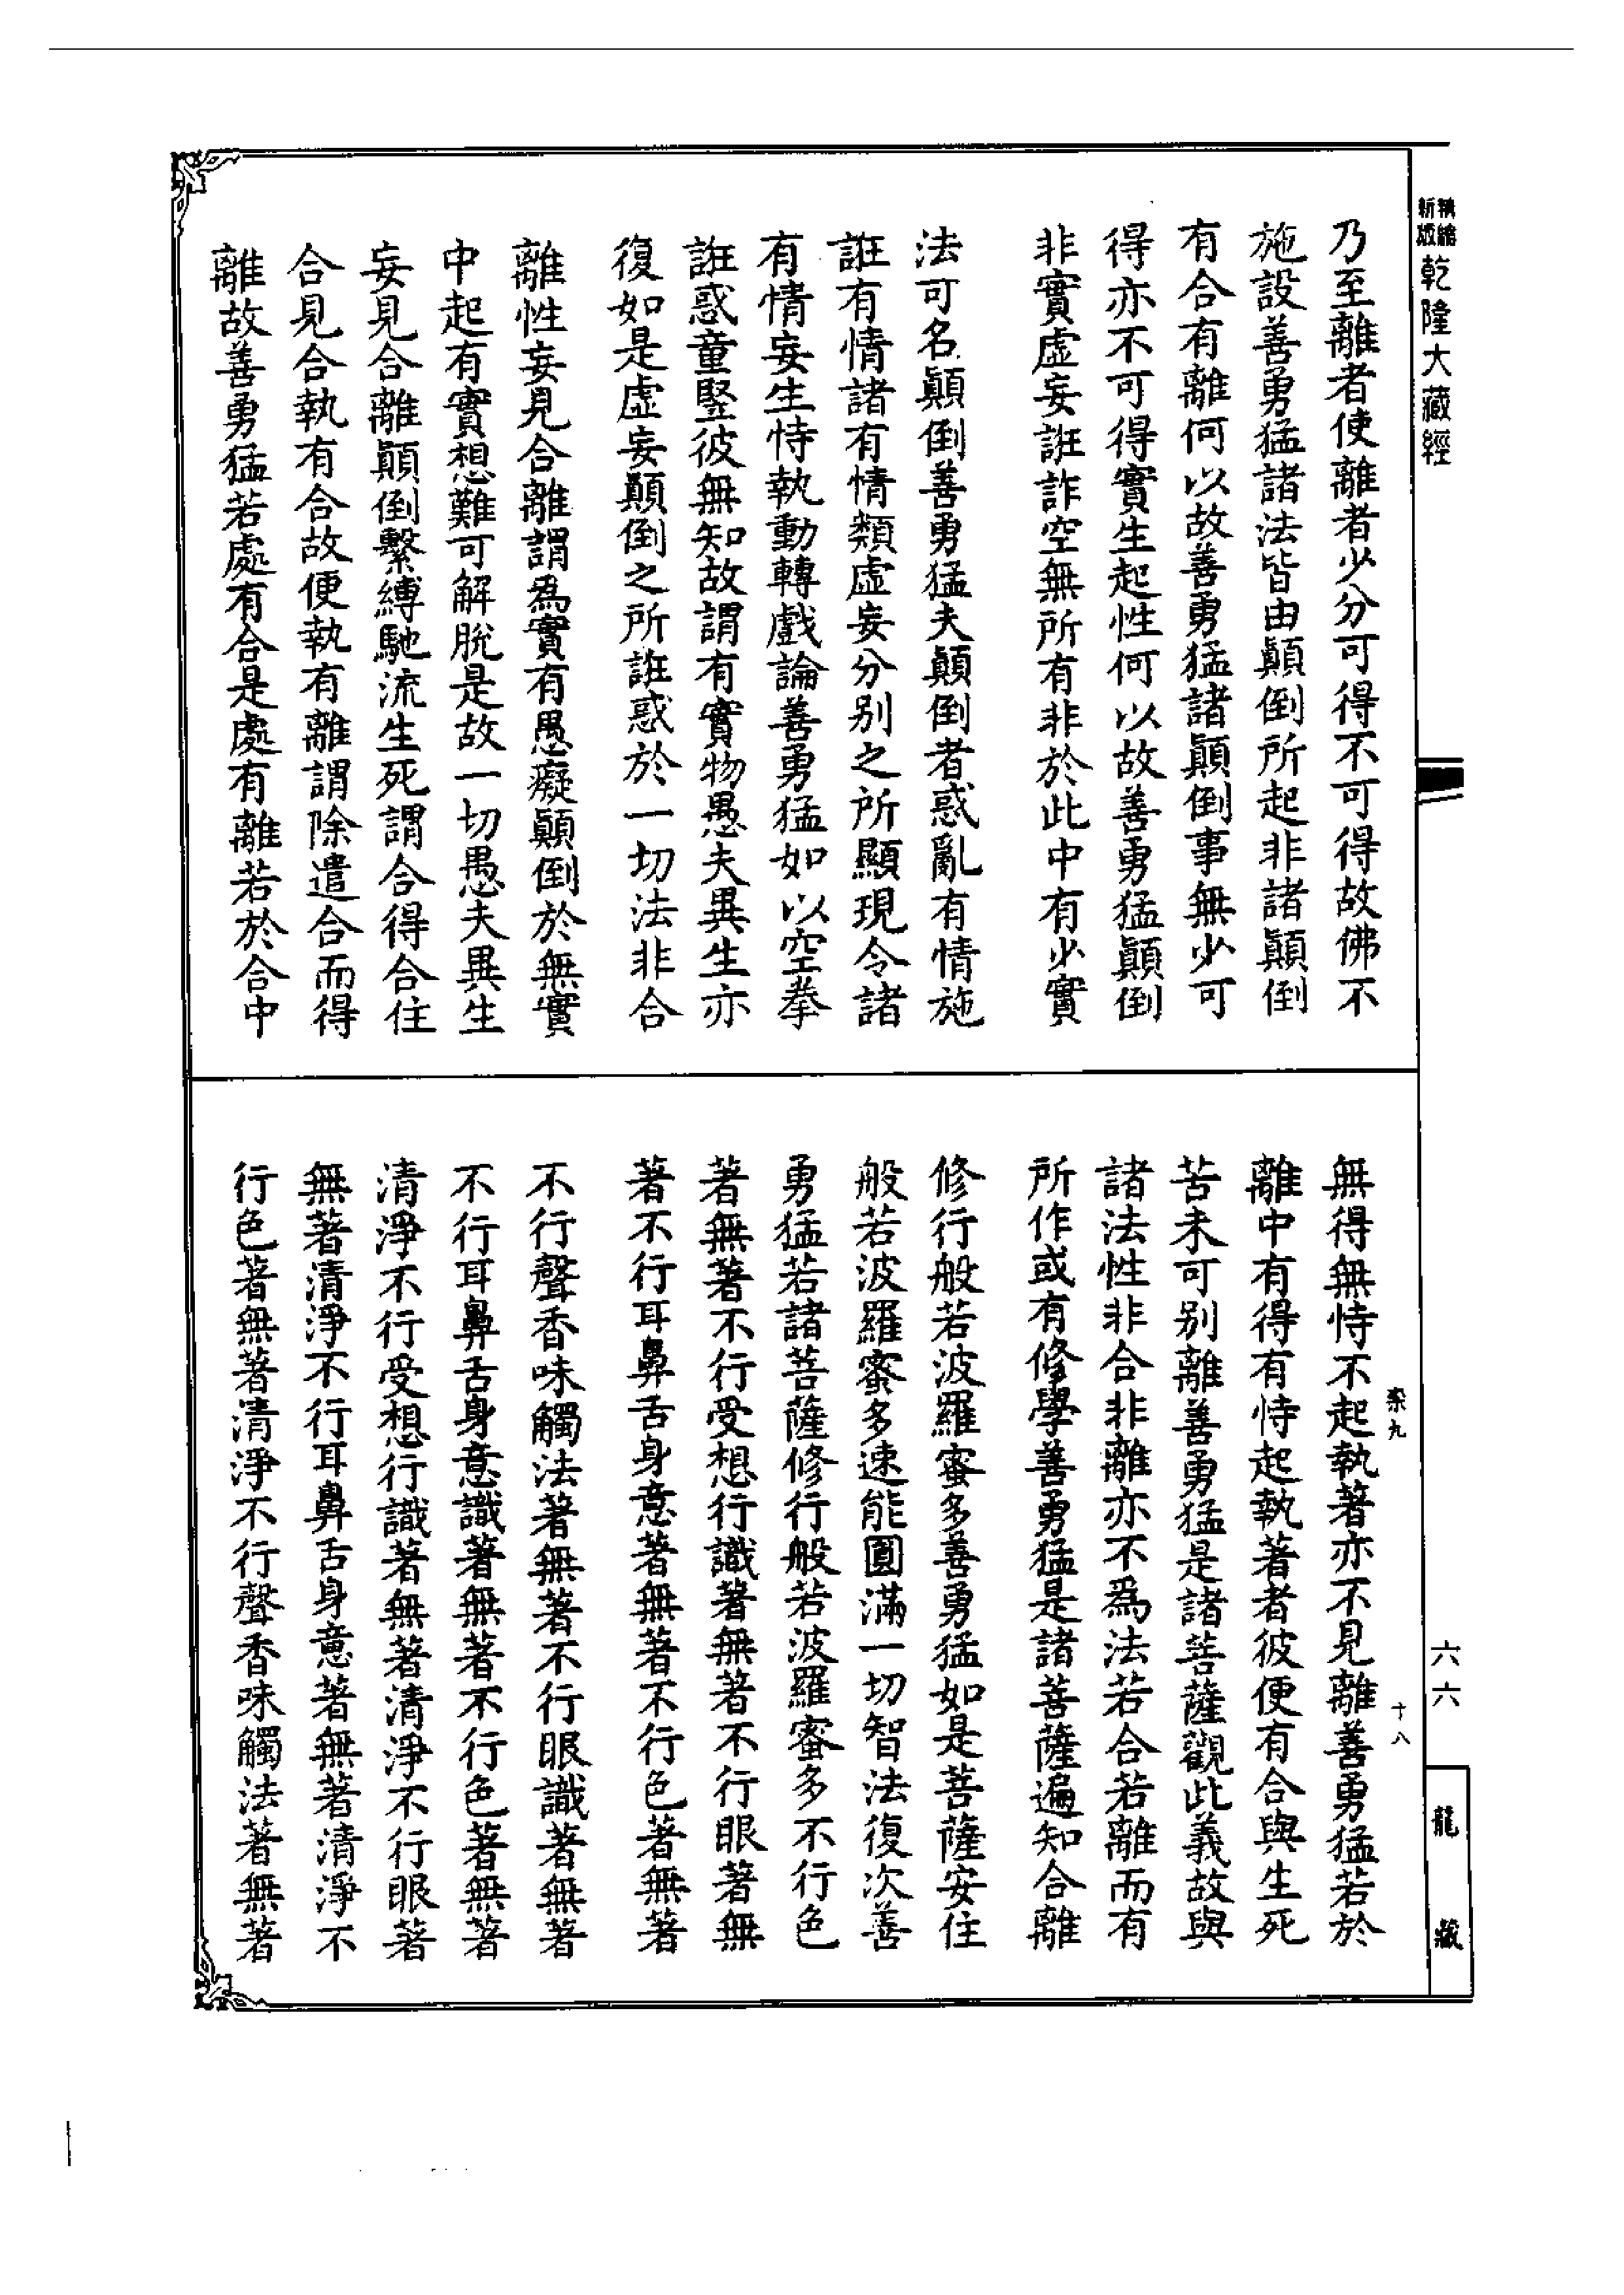 精縮
新版
乾隆大藏經
乃至離者使離者少分可得不可得故佛不
施設善勇猛諸法皆由顛倒所起非諸顛倒
有合有離何以故善勇猛諸顛倒事無少可
得亦不可得實生起性何以故善勇猛顛倒
非實虛妄誑詐空無所有非於此中有少實
法可名顛倒善勇猛夫顛倒者惑亂有情施
誑有情諸有情類虛妄分别之所顯現令諸
有情妄生恃執動轉戲論善勇猛如以空拳
誑惑童豎彼無知故謂有實物愚夫異生亦
復如是虛妄顛倒之所誑惑於一切法非合
離性妄見合離謂為實有愚癡顛倒於無實
中起有實想難可解脫是故一切愚夫異生
妄見合離顛倒繫縛馳流生死謂合得合住
合見合執有合故便執有離謂除遣合而得
離故善勇猛若處有合是處有離若於合中
無得無恃不起執著亦不見離善勇猛若於
離中有得有恃起執著者彼便有合與生死
苦未可别離善勇猛是諸菩薩觀此義故與
諸法性非合非離亦不為法若合若離而有
所作或有修學善勇猛是諸菩薩遍知合離
修行般若波羅蜜多善勇猛如是菩薩安住
般若波羅蜜多速能圓滿一切智法復次善
勇猛若諸菩薩修行般若波羅蜜多不行色
著無著不行受想行識著無著不行眼著無
著不行耳鼻舌身意著無著不行色著無著
不行聲香味觸法著無著不行眼識著無著
不行耳鼻舌身意識著無著不行色著無著
清淨不行受想行識著無著清淨不行眼著
無著清淨不行耳鼻舌身意著無著清淨不
行色著無著清淨不行聲香味觸法著無著
柰九
十八
六六
龍藏